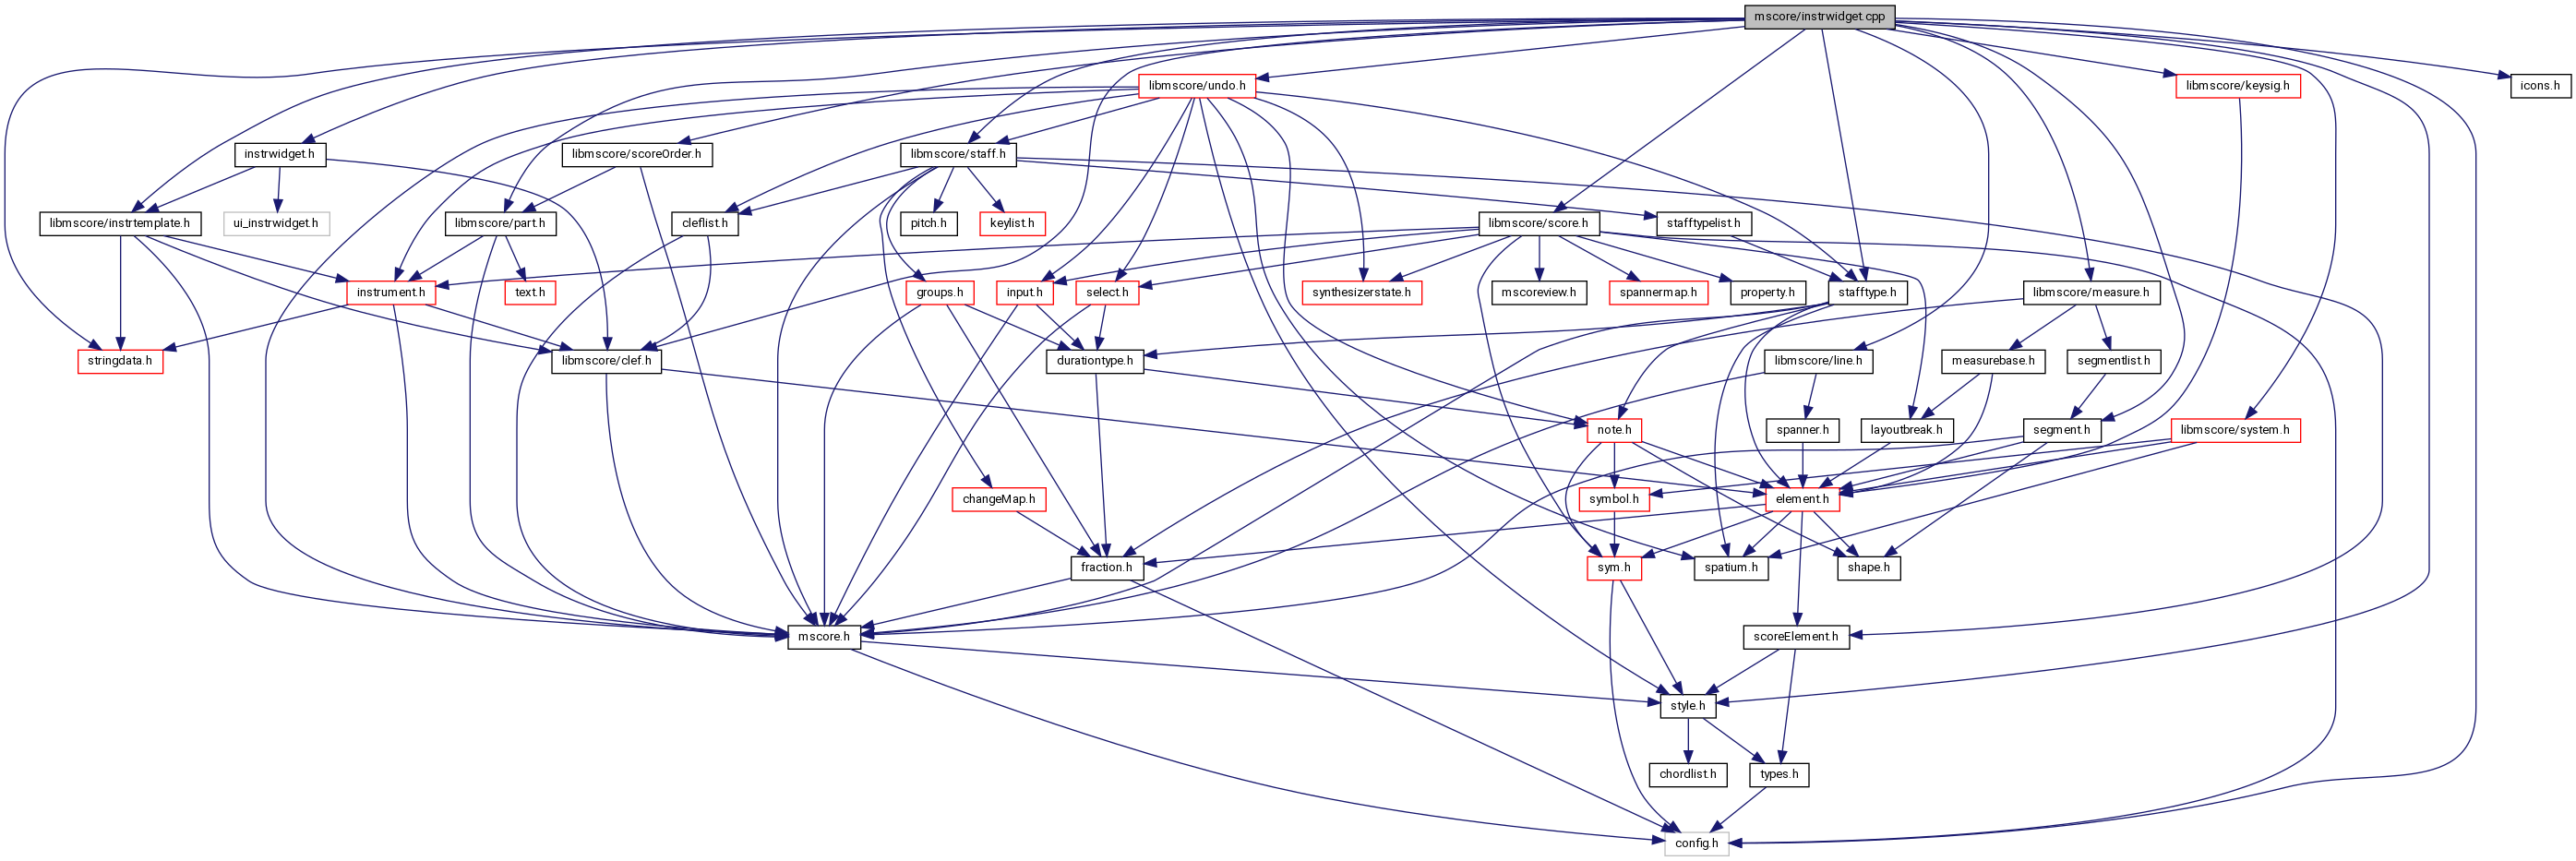 mscore/instrwidget.cpp
libmscore/undo.h
libmscore/keysig.h
icons.h
instrwidget.h
libmscore/scoreOrder.h
libmscore/staff.h
libmscore/instrtemplate.h
ui_instrwidget.h
libmscore/part.h
cleflist.h
pitch.h
keylist.h
libmscore/score.h
stafftypelist.h
instrument.h
text.h
groups.h
input.h
select.h
synthesizerstate.h
mscoreview.h
spannermap.h
property.h
stafftype.h
libmscore/measure.h
stringdata.h
libmscore/clef.h
durationtype.h
libmscore/line.h
measurebase.h
segmentlist.h
note.h
spanner.h
layoutbreak.h
segment.h
libmscore/system.h
changeMap.h
symbol.h
element.h
fraction.h
sym.h
spatium.h
shape.h
mscore.h
scoreElement.h
style.h
chordlist.h
types.h
config.h